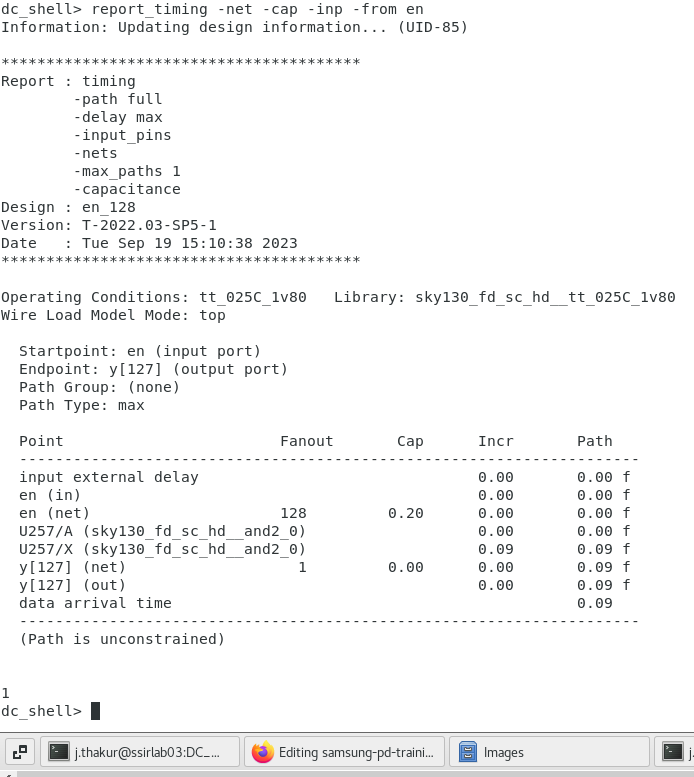 dc_shell> report_timing -net -cap -inp -from en
Information: Updating design information... (UID-85)
****************************************
Report : timing
        -path full
        -delay max
        -input_pins
        -nets
        -max_paths 1
        -capacitance
Design : en_128
Version: T-2022.03-SP5-1
Date   : Tue Sep 19 15:10:38 2023
****************************************
Operating Conditions: tt_025C_1v80   Library: sky130_fd_sc_hd__tt_025C_1v80
Wire Load Model Mode: top
  Startpoint: en (input port)
  Endpoint: y[127] (output port)
  Path Group: (none)
  Path Type: max
  Point                        Fanout       Cap      Incr       Path
  ---------------------------------------------------------------------
  input external delay                               0.00       0.00 f
  en (in)                                            0.00       0.00 f
  en (net)                     128         0.20      0.00       0.00 f
  U257/A (sky130_fd_sc_hd__and2_0)                   0.00       0.00 f
  U257/X (sky130_fd_sc_hd__and2_0)                   0.09       0.09 f
  y[127] (net)                   1         0.00      0.00       0.09 f
  y[127] (out)                                       0.00       0.09 f
  data arrival time                                             0.09
  ---------------------------------------------------------------------
  (Path is unconstrained)
1
dc_shell>
j.thakur@ssirlab03:DC_... Editing samsung-pd-traini... Images j.